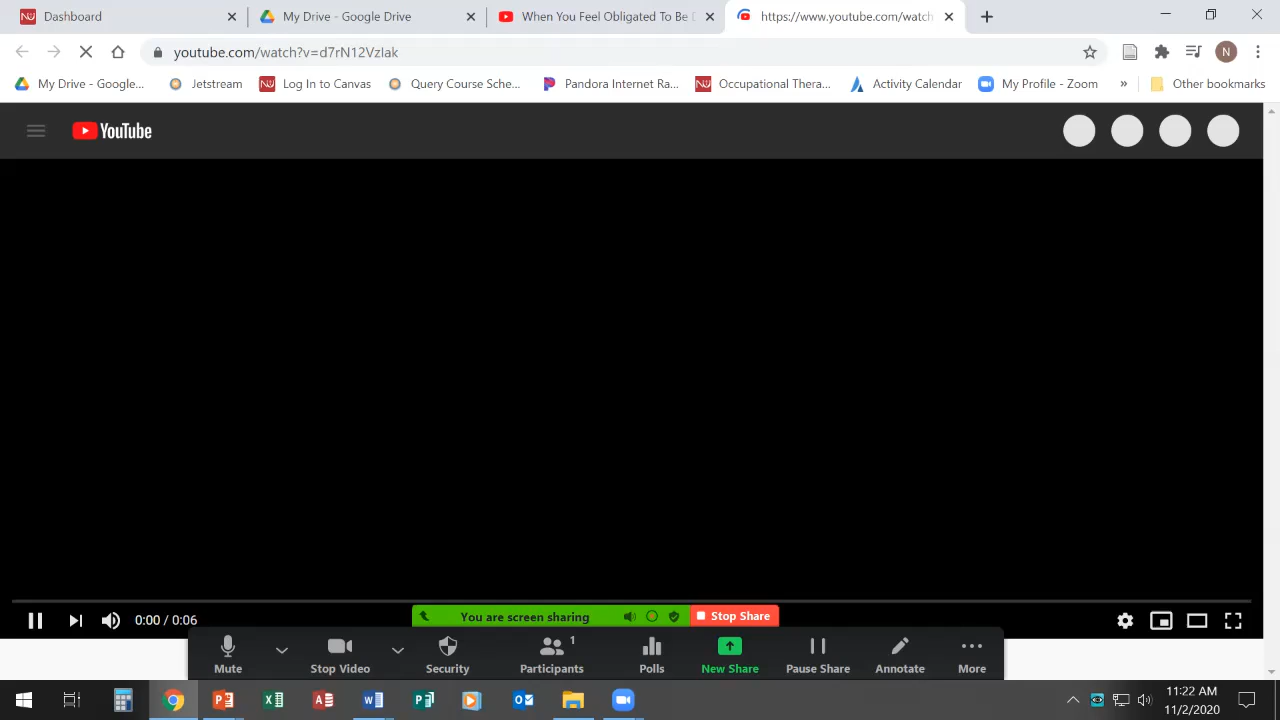 Dashboard
My Drive - Google Drive
When You Feel Obligated To Be D
https://www.youtube.com/watch
youtube.com/watch?v=d7rN12VzIak
N
My Drive - Google...
Jetstream
Log In to Canvas
Query Course Sche...
Pandora Internet Ra...
Occupational Thera...
Activity Calendar
My Profile - Zoom
»
Other bookmarks
YouTube
0:00 / 0:06
You are screen sharing
Stop Share
1
Mute
Stop Video
Security
Participants
Polls
New Share
Pause Share
Annotate
More
11:22 AM
11/2/2020